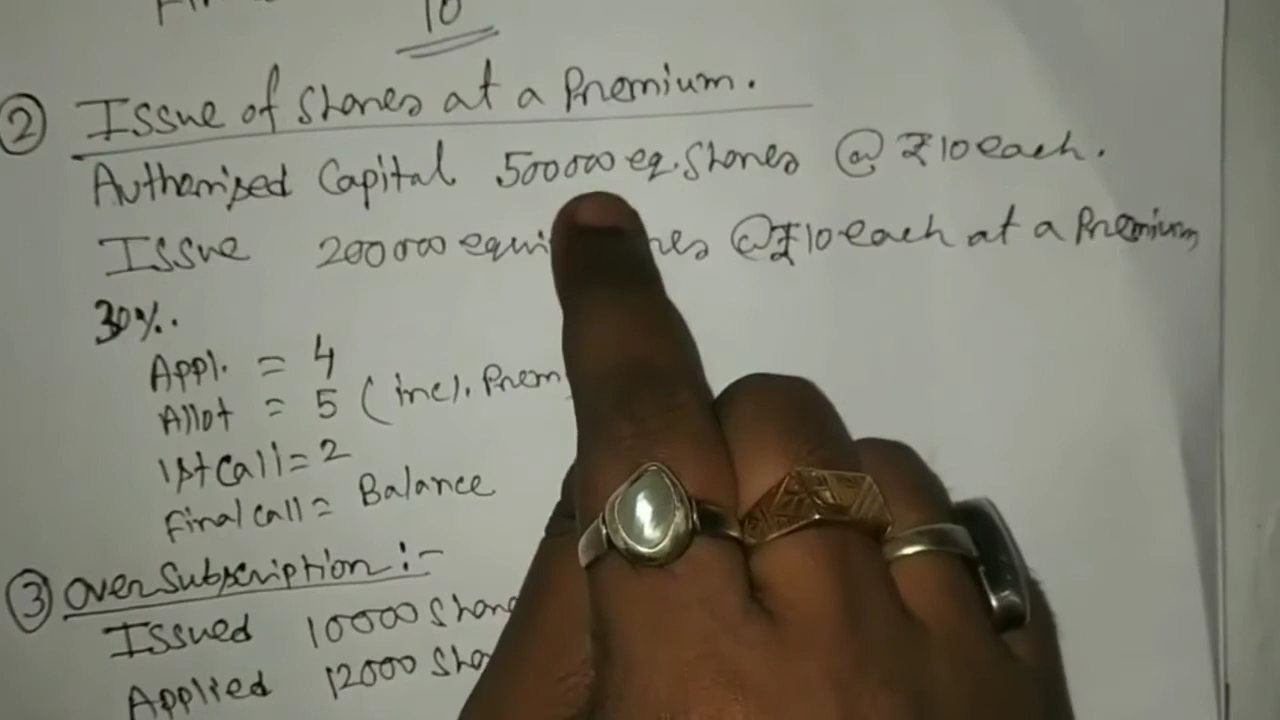 10
② Issue of Shares at a Premium.
Authorised Capital 500000 eq. Shares @ ₹10 each.
Issue 200000 @ ₹10 each at a Premium
30%.
Appl. = 4
Allot = 5 (incl. Prem
1st Call = 2
Final call = Balance
③ Over Subscription :-
Issued 10000 Share
Applied 12000 Sha